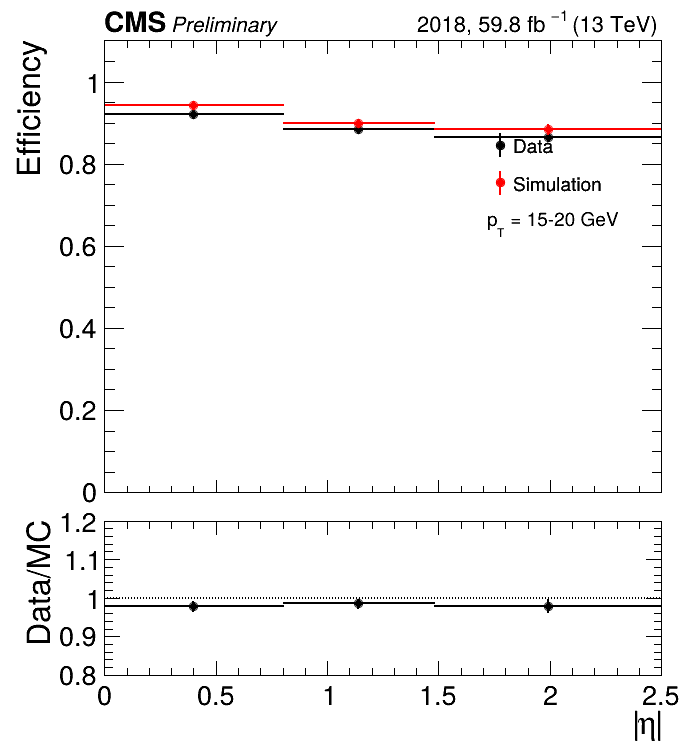 CMS Preliminary 2018, 59.8 fb⁻¹ (13 TeV)
Efficiency
1
0.8
0.6
0.4
0.2
0
Data
Simulation
p_T = 15-20 GeV
Data/MC
1.2
1.1
1
0.9
0.8
0 0.5 1 1.5 2 2.5
|η|